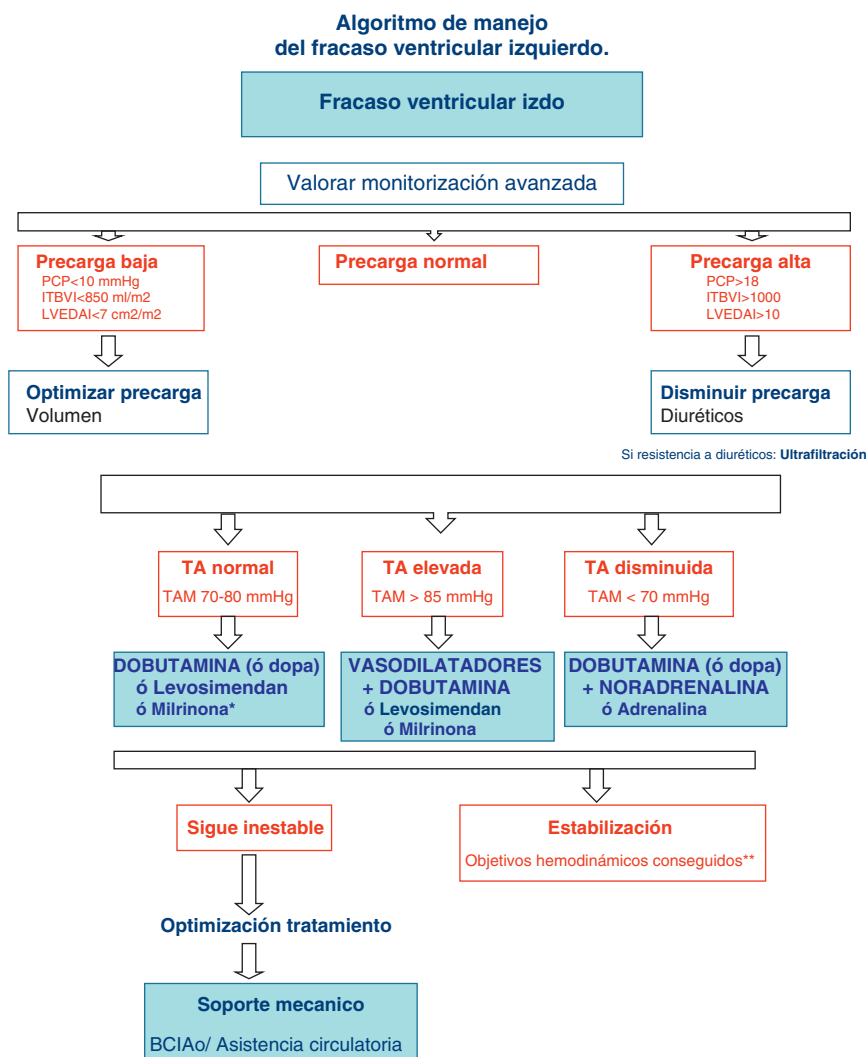 Algoritmo de manejo
del fracaso ventricular izquierdo.
Fracaso ventricular izdo
Valorar monitorización avanzada
Precarga baja
PCP<10 mmHg
ITBVI<850 ml/m2
LVEDAI<7 cm2/m2
Precarga normal
Precarga alta
PCP>18
ITBVI>1000
LVEDAI>10
Optimizar precarga
Volumen
Disminuir precarga
Diuréticos
Si resistencia a diuréticos: Ultrafiltración
TA normal
TAM 70-80 mmHg
TA elevada
TAM > 85 mmHg
TA disminuida
TAM < 70 mmHg
DOBUTAMINA (ó dopa)
ó Levosimendan
ó Milrinona*
VASODILATADORES
+ DOBUTAMINA
ó Levosimendan
ó Milrinona
DOBUTAMINA (ó dopa)
+ NORADRENALINA
ó Adrenalina
Sigue inestable
Estabilización
Objetivos hemodinámicos conseguidos**
Optimización tratamiento
Soporte mecanico
BCIAo/ Asistencia circulatoria